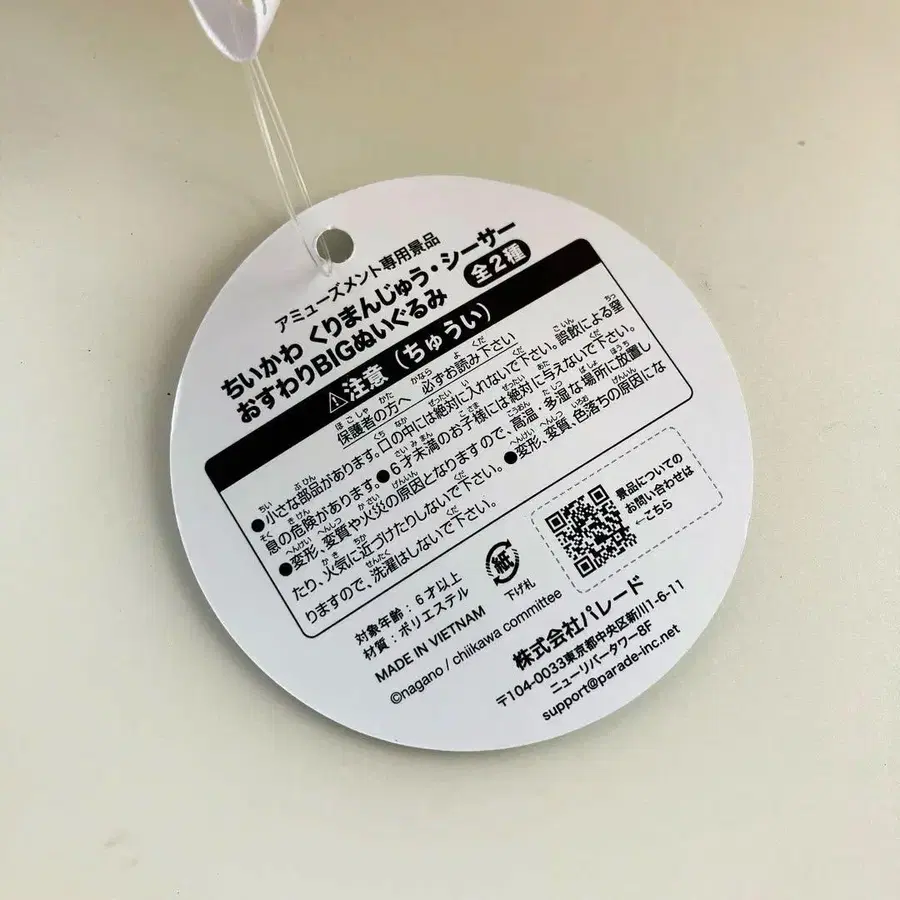 アミューズメント専用景品
ちいかわ くりまんじゅう・シーサー
おすわりBIGぬいぐるみ 全2種
⚠注意(ちゅうい)
保護者の方へ 必ずお読み下さい
●小さな部品があります。口の中には絶対に入れないで下さい。誤飲による窒
息の危険があります。●6才未満のお子様には絶対に与えないで下さい。
●変形、変質や火災の原因となりますので、高温、多湿な場所に放置し
たり、火気に近づけたりしないで下さい。●変形、変質、色落ちの原因にな
りますので、洗濯はしないで下さい。
対象年齢:6才以上
材質:ポリエステル
MADE IN VIETNAM
©nagano / chiikawa committee
紙
下げ札
景品についての
お問い合わせは
←こちら
株式会社パレード
〒104-0033東京都中央区新川1-6-11
ニューリバータワー8F
support@parade-inc.net